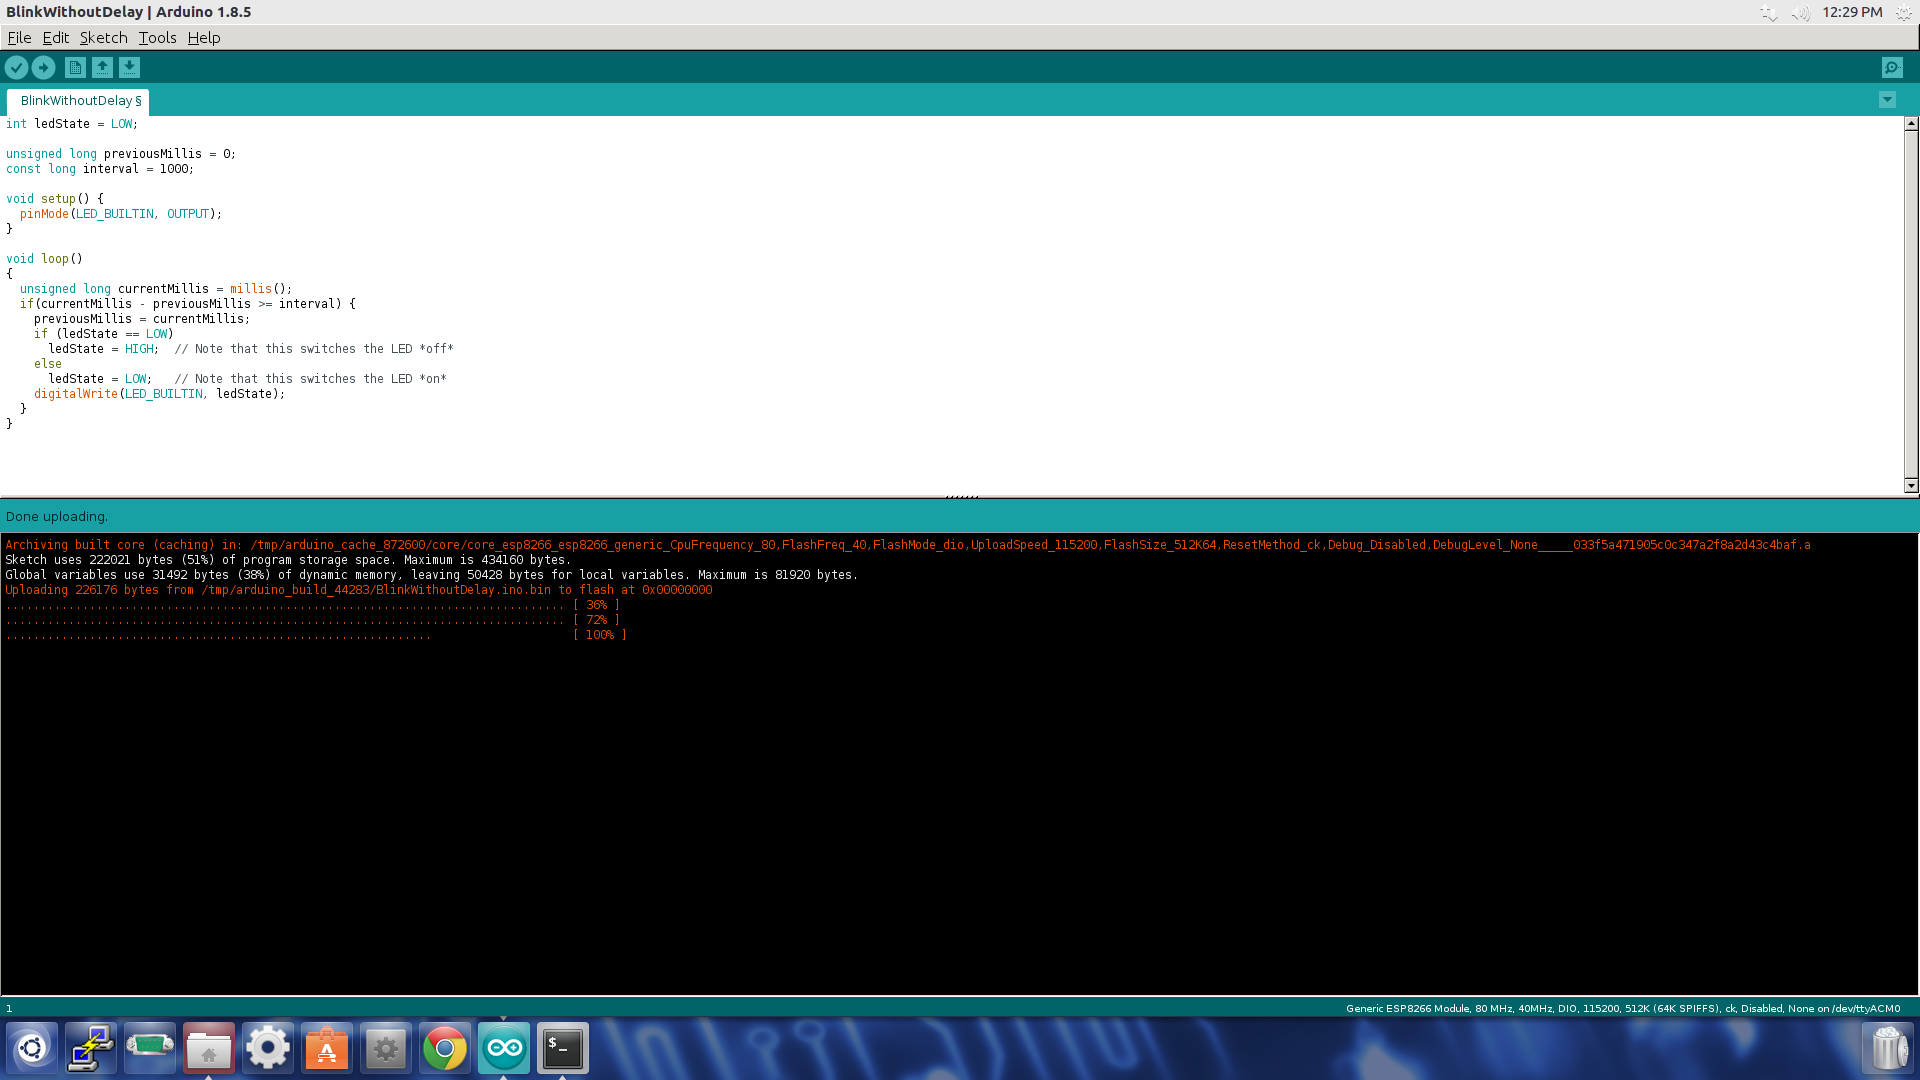 BlinkWithoutDelay | Arduino 1.8.5
12:29 PM
File Edit Sketch Tools Help
BlinkWithoutDelay §
int ledState = LOW;
unsigned long previousMillis = 0;
const long interval = 1000;
void setup() {
  pinMode(LED_BUILTIN, OUTPUT);
}
void loop()
{
  unsigned long currentMillis = millis();
  if(currentMillis - previousMillis >= interval) {
    previousMillis = currentMillis;
    if (ledState == LOW)
      ledState = HIGH;  // Note that this switches the LED *off*
    else
      ledState = LOW;   // Note that this switches the LED *on*
    digitalWrite(LED_BUILTIN, ledState);
  }
}
Done uploading.
Archiving built core (caching) in: /tmp/arduino_cache_872600/core/core_esp8266_esp8266_generic_CpuFrequency_80,FlashFreq_40,FlashMode_dio,UploadSpeed_115200,FlashSize_512K64,ResetMethod_ck,Debug_Disabled,DebugLevel_None_____033f5a471905c0c347a2f8a2d43c4baf.a
Sketch uses 222021 bytes (51%) of program storage space. Maximum is 434160 bytes.
Global variables use 31492 bytes (38%) of dynamic memory, leaving 50428 bytes for local variables. Maximum is 81920 bytes.
Uploading 226176 bytes from /tmp/arduino_build_44283/BlinkWithoutDelay.ino.bin to flash at 0x00000000
................................................................................ [ 36% ]
................................................................................ [ 72% ]
.............................................................                    [ 100% ]
1
Generic ESP8266 Module, 80 MHz, 40MHz, DIO, 115200, 512K (64K SPIFFS), ck, Disabled, None on /dev/ttyACM0
$_